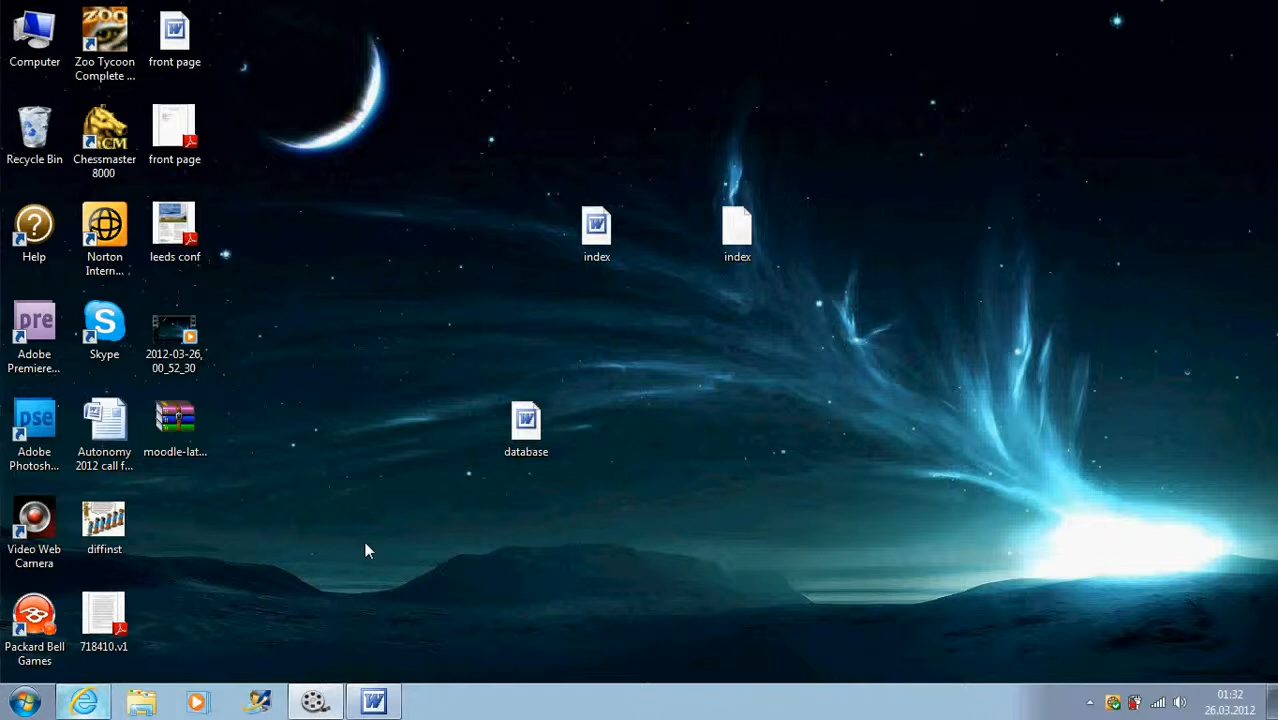 Computer
Zoo Tycoon
Complete ...
front page
Recycle Bin
Chessmaster
8000
front page
Help
Norton
Intern...
leeds conf
index
index
Adobe
Premiere...
Skype
2012-03-26,
00_52_30
Adobe
Photosh...
Autonomy
2012 call f...
moodle-lat...
database
Video Web
Camera
diffinst
Packard Bell
Games
718410.v1
01:32
26.03.2012